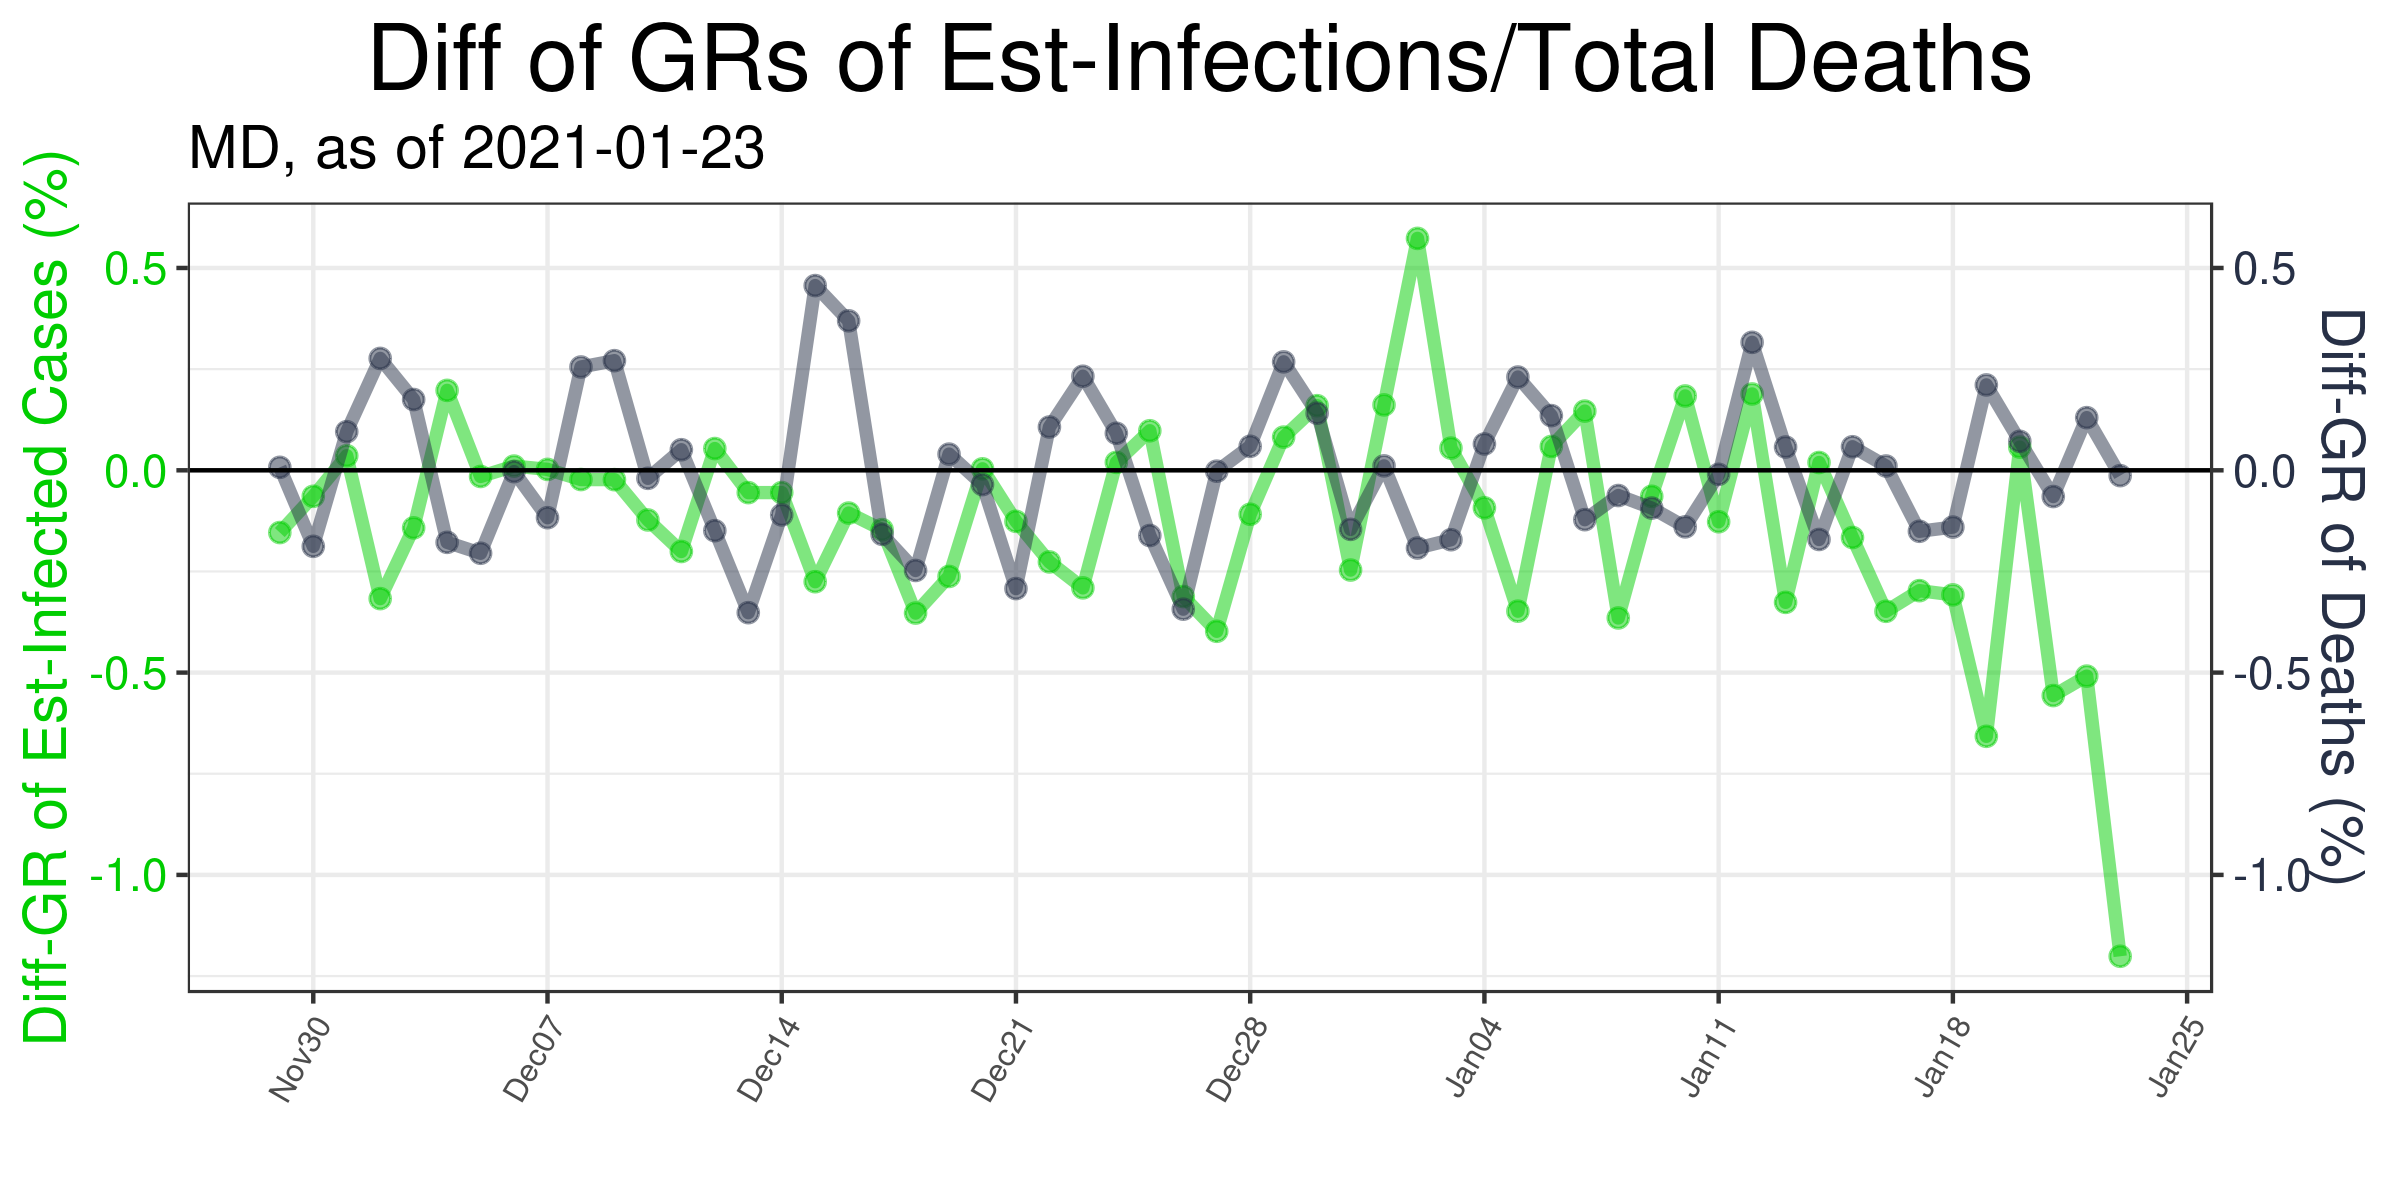 Diff of GRs of Est-Infections/Total Deaths
MD, as of 2021-01-23
Diff-GR of Est-Infected Cases (%)
0.5
0.0
-0.5
-1.0
0.5
0.0
-0.5
-1.0
Diff-GR of Deaths (%)
Nov30
Dec07
Dec14
Dec21
Dec28
Jan04
Jan11
Jan18
Jan25